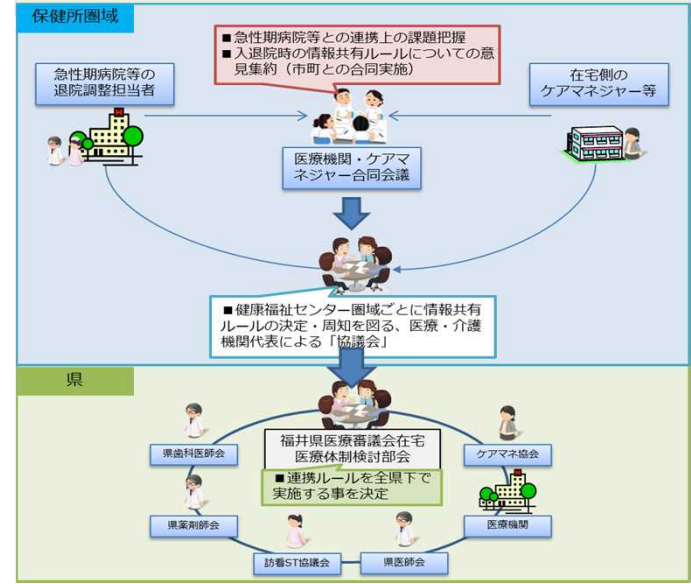 保健所圏域
■急性期病院等との連携上の課題把握
■入退院時の情報共有ルールについての意
見集約（市町との合同実施）
急性期病院等の
退院調整担当者
在宅側の
ケアマネジャー等
医療機関・ケアマ
ネジャー合同会議
■健康福祉センター圏域ごとに情報共有
ルールの決定・周知を図る、医療・介護
機関代表による「協議会」
県
福井県医療審議会在宅
医療体制検討部会
■連携ルールを全県下で
実施する事を決定
県歯科医師会
ケアマネ協会
県薬剤師会
医療機関
訪看ST協議会
県医師会